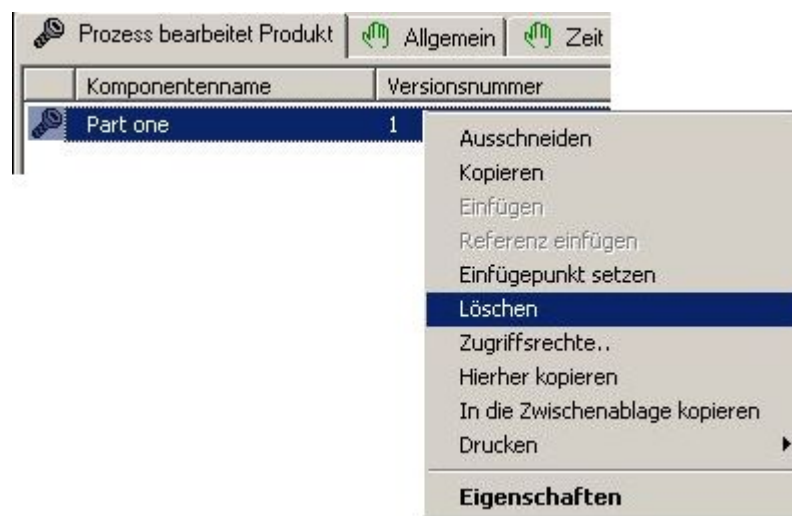 Prozess bearbeitet Produkt Allgemein Zeit
Komponentenname Versionsnummer
Part one 1
Ausschneiden
Kopieren
Einfügen
Referenz einfügen
Einfügepunkt setzen
Löschen
Zugriffsrechte..
Hierher kopieren
In die Zwischenablage kopieren
Drucken
Eigenschaften